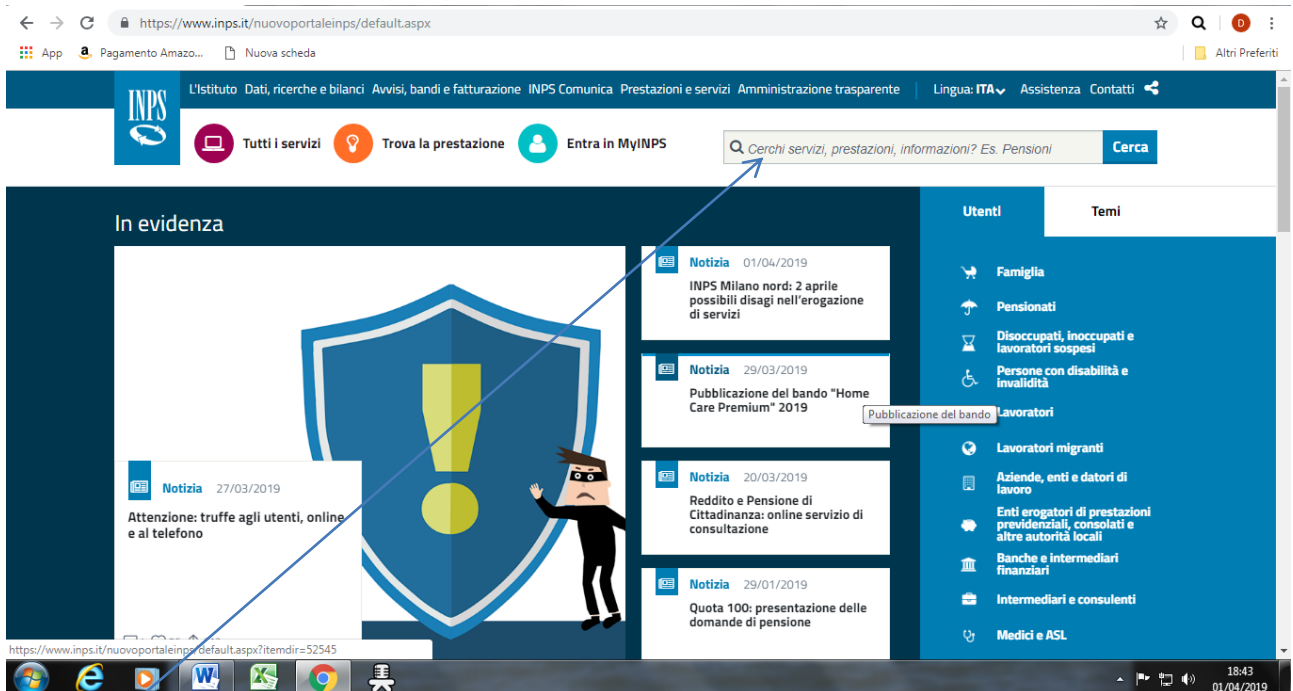 https://www.inps.it/nuovoportaleinps/default.aspx
D
App
a
Pagamento Amazo...
Nuova scheda
Altri Preferiti
INPS
L'Istituto Dati, ricerche e bilanci Avvisi, bandi e fatturazione INPS Comunica Prestazioni e servizi Amministrazione trasparente
Lingua: ITA Assistenza Contatti
Tutti i servizi
Trova la prestazione
Entra in MyINPS
Cerchi servizi, prestazioni, informazioni? Es. Pensioni
Cerca
In evidenza
Notizia 27/03/2019
Attenzione: truffe agli utenti, online
e al telefono
Notizia 01/04/2019
INPS Milano nord: 2 aprile
possibili disagi nell'erogazione
di servizi
Notizia 29/03/2019
Pubblicazione del bando "Home
Care Premium" 2019
Pubblicazione del bando
Notizia 20/03/2019
Reddito e Pensione di
Cittadinanza: online servizio di
consultazione
Notizia 29/01/2019
Quota 100: presentazione delle
domande di pensione
Utenti
Temi
Famiglia
Pensionati
Disoccupati, inoccupati e
lavoratori sospesi
Persone con disabilità e
invalidità
Lavoratori
Lavoratori migranti
Aziende, enti e datori di
lavoro
Enti erogatori di prestazioni
previdenziali, consolati e
altre autorità locali
Banche e intermediari
finanziari
Intermediari e consulenti
Medici e ASL
https://www.inps.it/nuovoportaleinps/default.aspx?itemdir=52545
18:43
01/04/2019